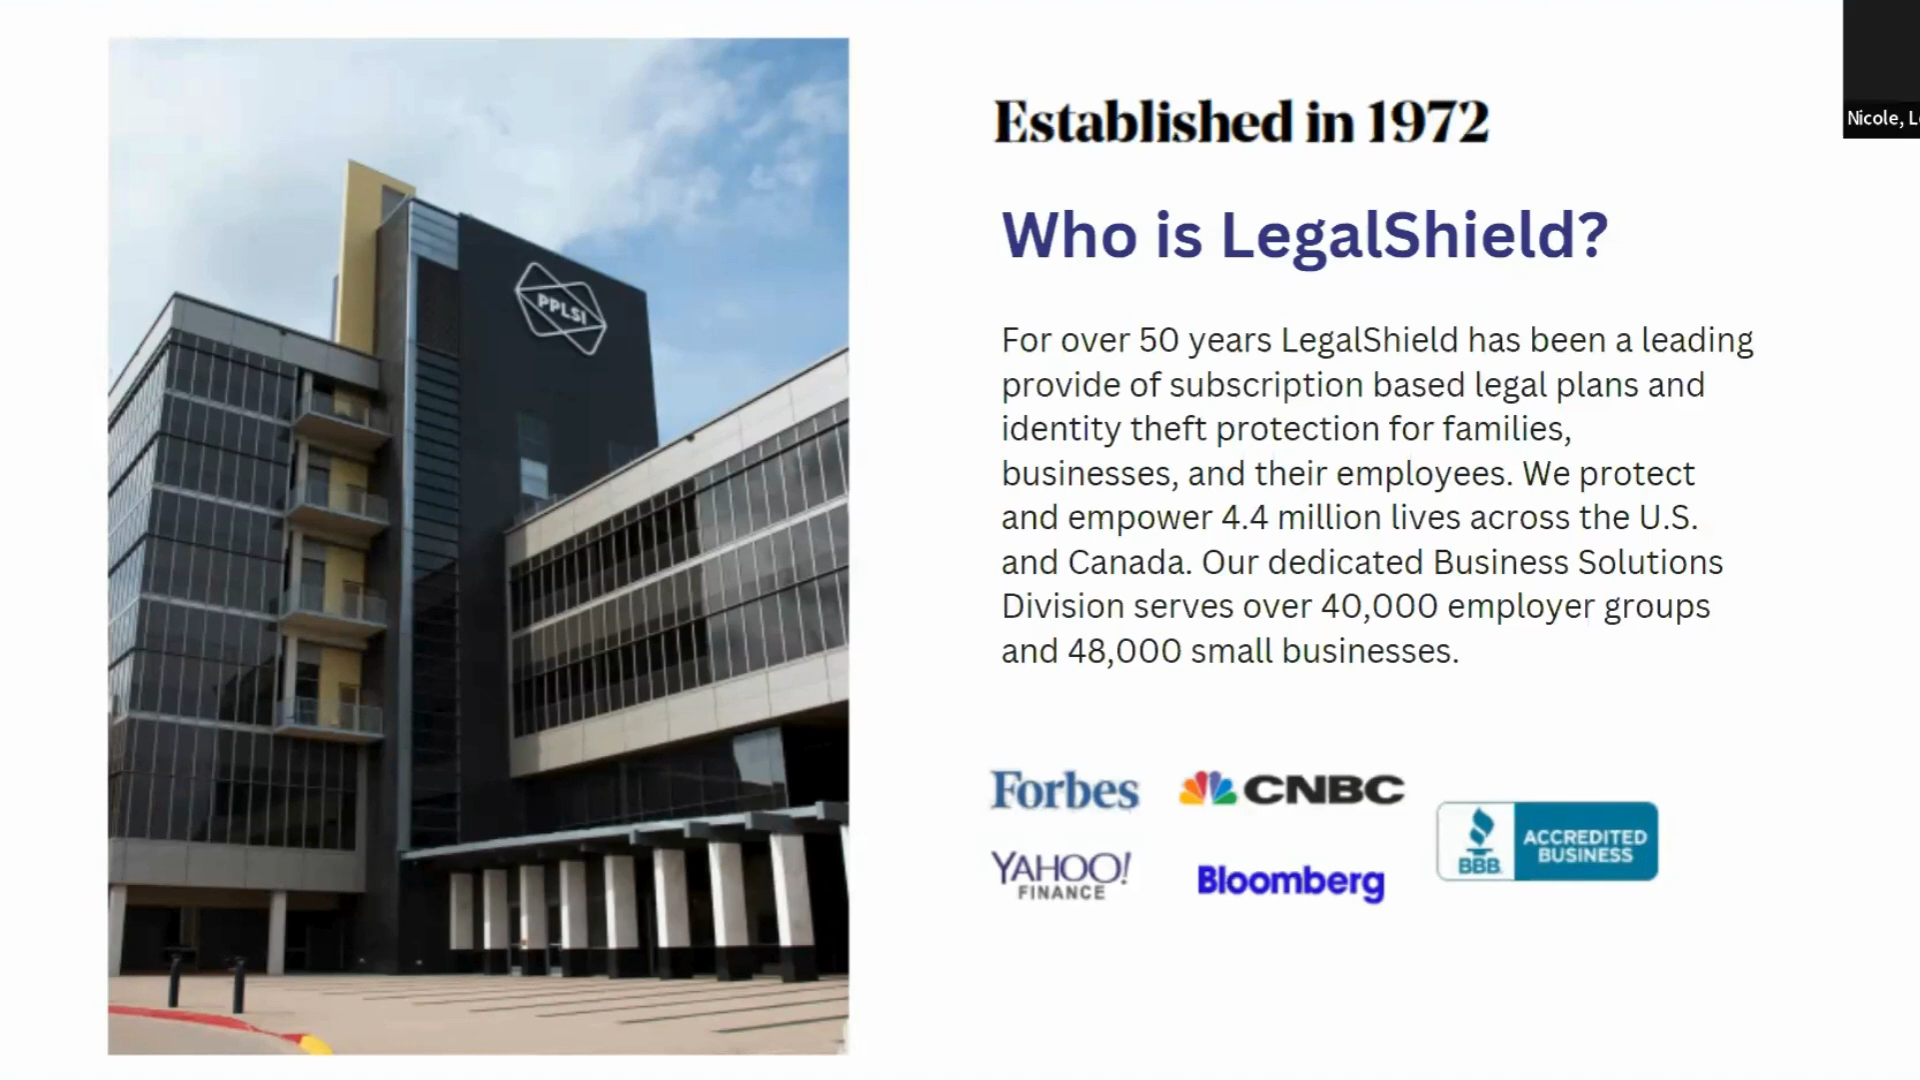 PPLSI
Established in 1972
Nicole, L
Who is LegalShield?
For over 50 years LegalShield has been a leading
provide of subscription based legal plans and
identity theft protection for families,
businesses, and their employees. We protect
and empower 4.4 million lives across the U.S.
and Canada. Our dedicated Business Solutions
Division serves over 40,000 employer groups
and 48,000 small businesses.
Forbes
CNBC
YAHOO!
FINANCE
Bloomberg
BBB
ACCREDITED
BUSINESS